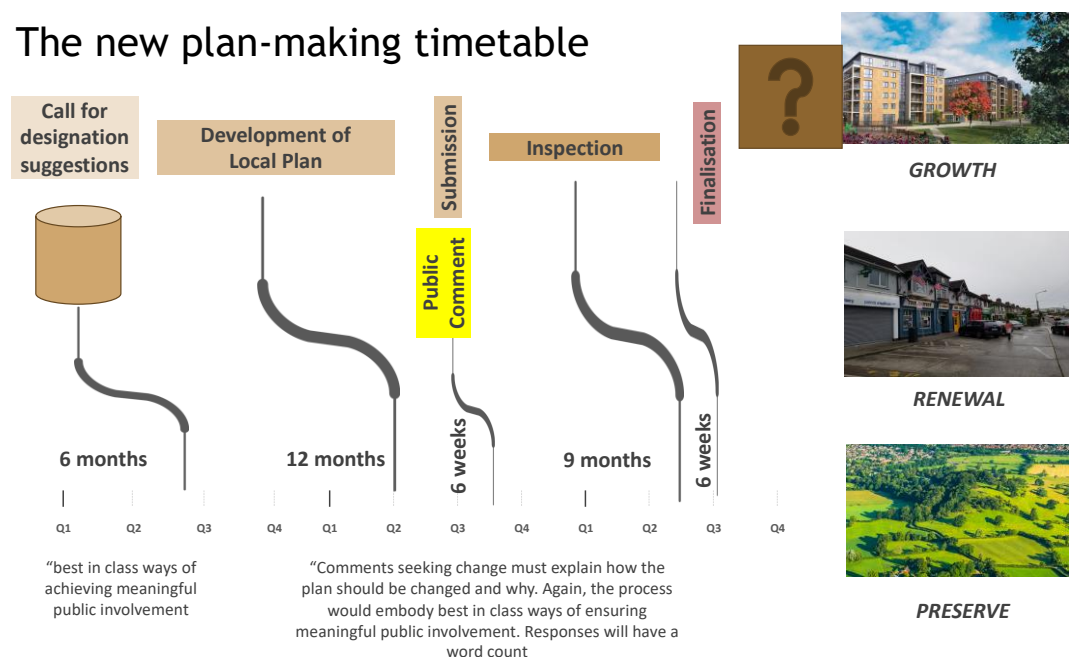 The new plan-making timetable
Call for
designation
suggestions
Development of
Local Plan
Submission
Public
Comment
Inspection
Finalisation
?
GROWTH
RENEWAL
PRESERVE
6 months
12 months
6 weeks
9 months
6 weeks
Q1
Q2
Q3
Q4
Q1
Q2
Q3
Q4
Q1
Q2
Q3
Q4
“best in class ways of
achieving meaningful
public involvement
“Comments seeking change must explain how the
plan should be changed and why. Again, the process
would embody best in class ways of ensuring
meaningful public involvement. Responses will have a
word count